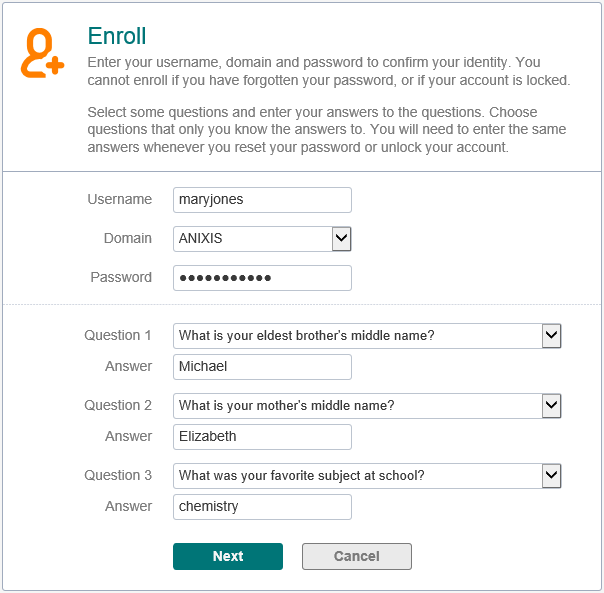 Enroll
Enter your username, domain and password to confirm your identity. You
cannot enroll if you have forgotten your password, or if your account is locked.
Select some questions and enter your answers to the questions. Choose
questions that only you know the answers to. You will need to enter the same
answers whenever you reset your password or unlock your account.
Username maryjones
Domain ANIXIS
Password ●●●●●●●●●●●
Question 1 What is your eldest brother's middle name?
Answer Michael
Question 2 What is your mother's middle name?
Answer Elizabeth
Question 3 What was your favorite subject at school?
Answer chemistry
Next Cancel